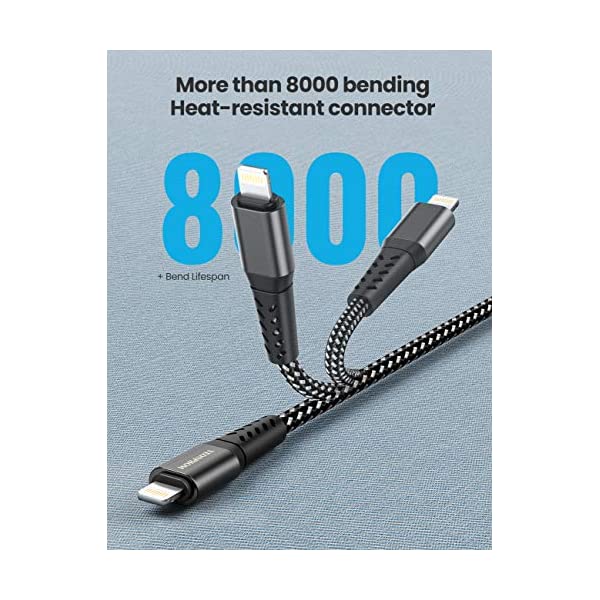 More than 8000 bending
Heat-resistant connector
8000
+ Bend Lifespan